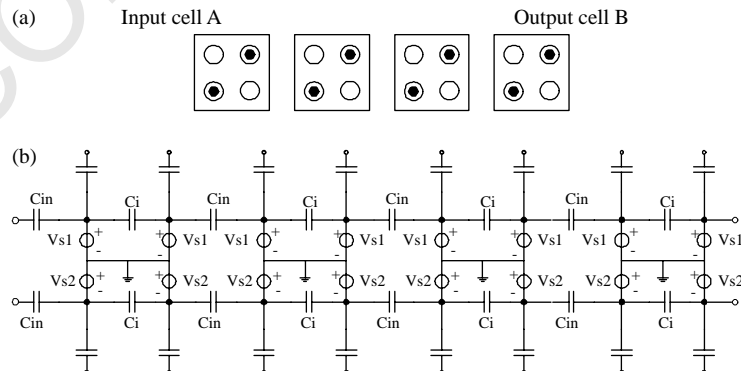 (a) Input cell A Output cell B
(b)
Cin Ci Cin Ci Cin Ci Cin Ci
Vs1 + - + - Vs1 Vs1 + - + - Vs1 Vs1 + - + - Vs1 Vs1 + - + - Vs1
Vs2 + - + - Vs2 Vs2 + - + - Vs2 Vs2 + - + - Vs2 Vs2 + - + - Vs2
Cin Ci Cin Ci Cin Ci Cin Ci